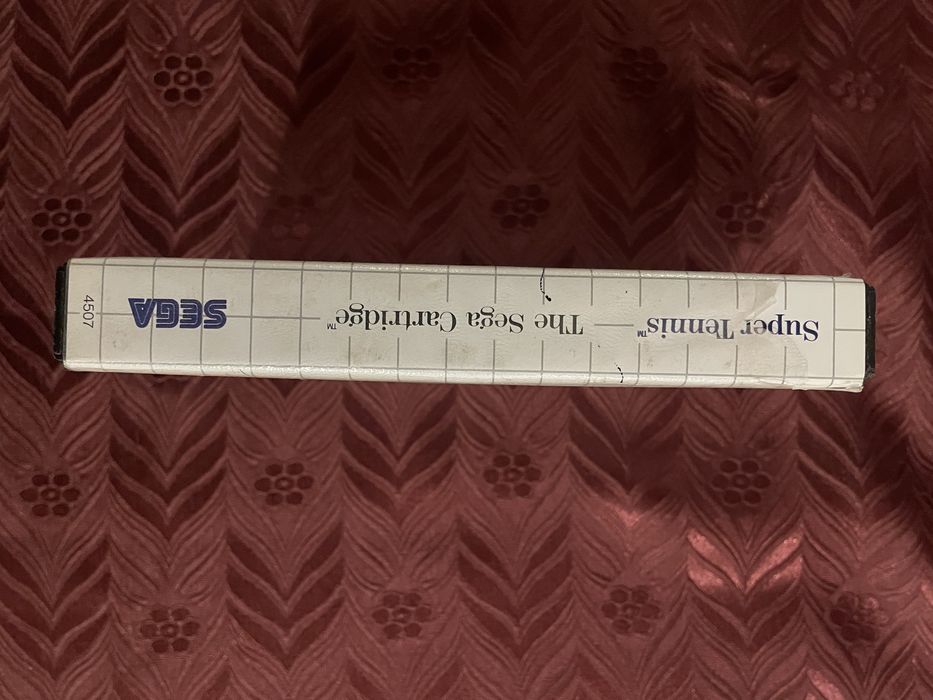 Super Tennis™
The Sega Cartridge™
SEGA
4507